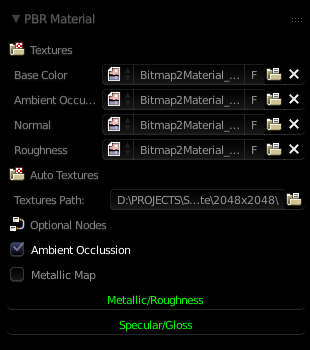 PBR Material
Textures
Base Color Bitmap2Material_... F
Ambient Occu... Bitmap2Material_... F
Normal Bitmap2Material_... F
Roughness Bitmap2Material_... F
Auto Textures
Textures Path: D:\PROJECTS\S...te\2048x2048\
Optional Nodes
Ambient Occlussion
Metallic Map
Metallic/Roughness
Specular/Gloss